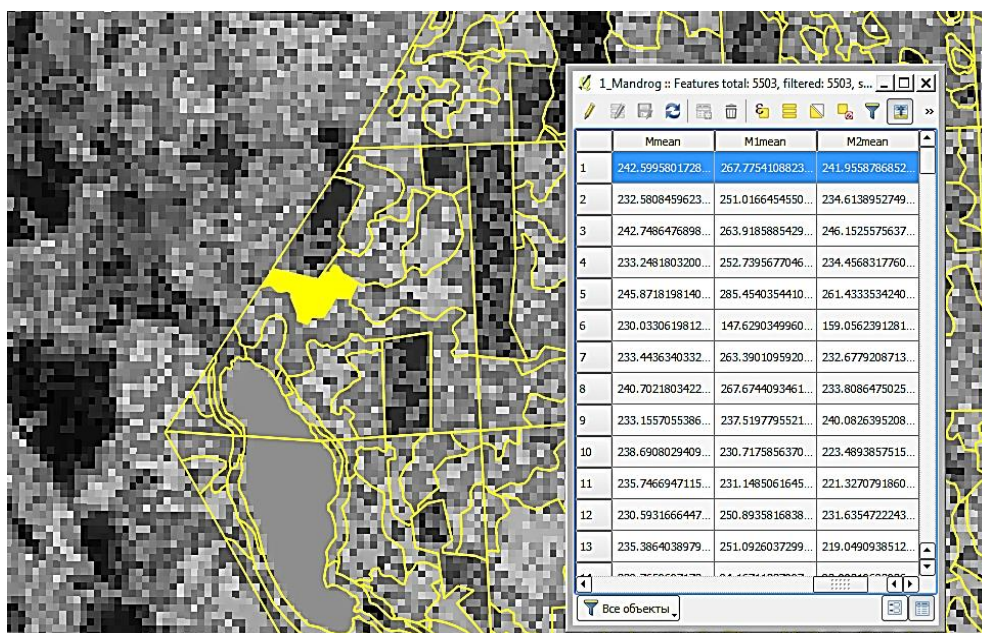 1_Mandrog :: Features total: 5503, filtered: 5503, s...
Mmean M1mean M2mean
1 242.5995801728... 267.7754108823... 241.9558786852...
2 232.5808459623... 251.0166454550... 234.6138952749...
3 242.7486476898... 263.9185885429... 246.1525575637...
4 233.2481803200... 252.7395677046... 234.4568317760...
5 245.8718198140... 285.4540354410... 261.4333534240...
6 230.0330619812... 147.6290349960... 159.0562391281...
7 233.4436340332... 263.3901095920... 232.6779208713...
8 240.7021803422... 267.6744093461... 233.8086475025...
9 233.1557055386... 237.5197795521... 240.0826395208...
10 238.6908029409... 230.7175856370... 223.4893857515...
11 235.7466947115... 231.1485061645... 221.3270791860...
12 230.5931666447... 250.8935816838... 231.6354722243...
13 235.3864038979... 251.0926037299... 219.0490938512...
Все объекты